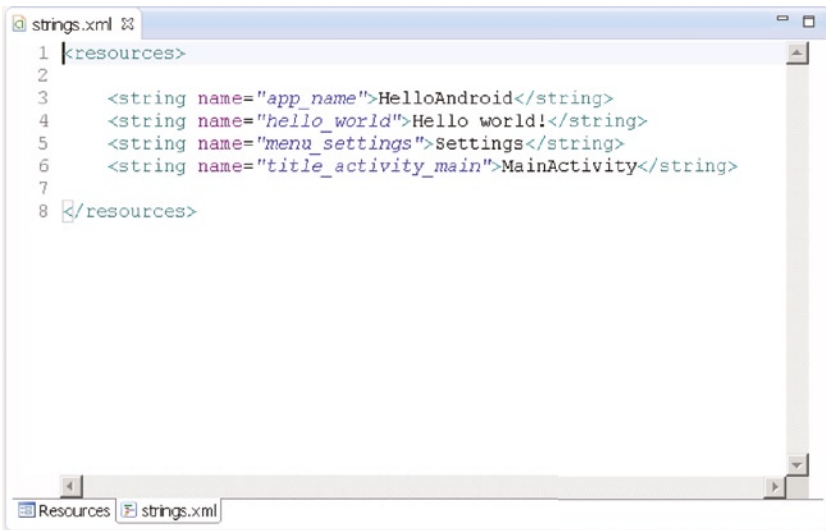 strings.xml
1 <resources>
2
3 <string name="app_name">HelloAndroid</string>
4 <string name="hello_world">Hello world!</string>
5 <string name="menu_settings">Settings</string>
6 <string name="title_activity_main">MainActivity</string>
7
8 </resources>
Resources strings.xml